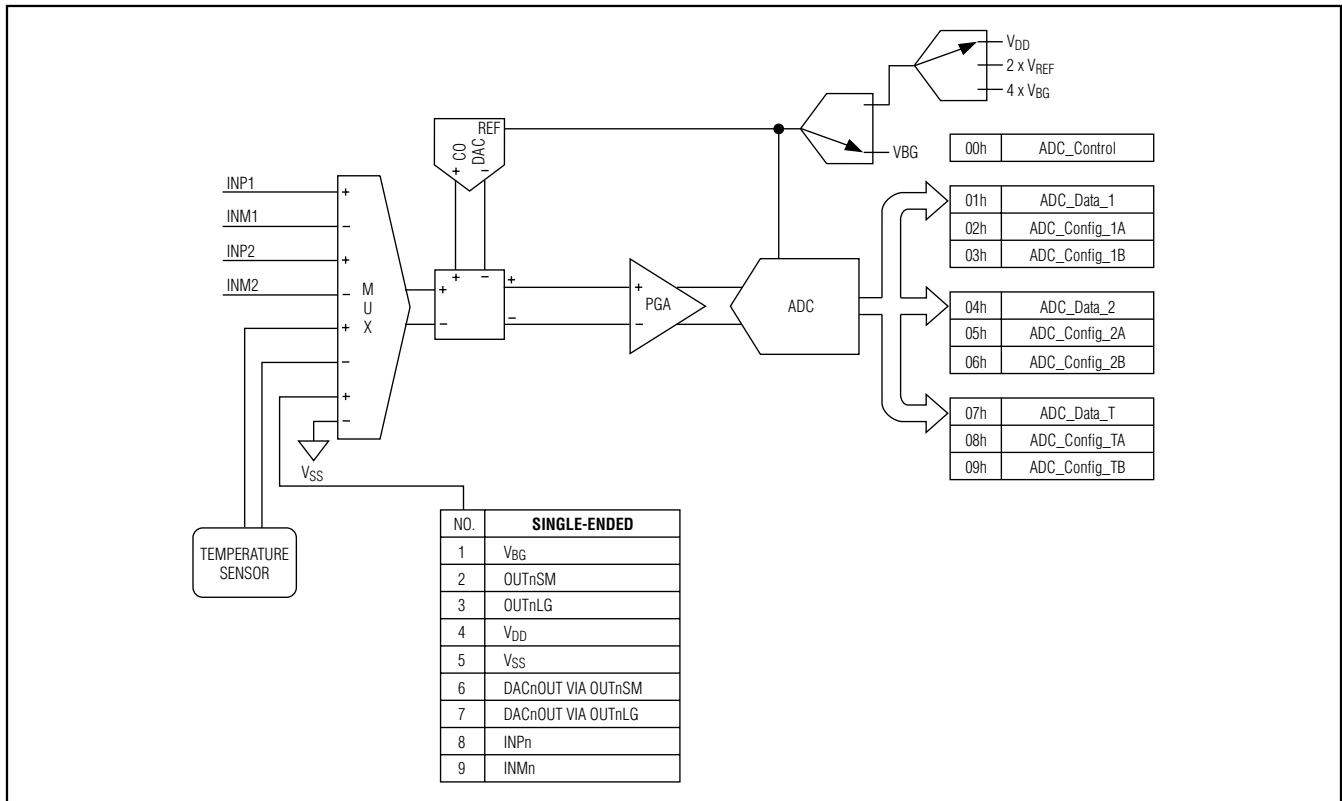 VDD
2 x VREF
4 x VBG
REF
CO
DAC
+
−
VBG
00h ADC_Control
01h ADC_Data_1
02h ADC_Config_1A
03h ADC_Config_1B
04h ADC_Data_2
05h ADC_Config_2A
06h ADC_Config_2B
07h ADC_Data_T
08h ADC_Config_TA
09h ADC_Config_TB
INP1
+
INM1
−
INP2
+
INM2
−
+
−
+
−
MUX
+
−
+
−
+
−
+
−
PGA
ADC
VSS
TEMPERATURE
SENSOR
NO. SINGLE-ENDED
1 VBG
2 OUTnSM
3 OUTnLG
4 VDD
5 VSS
6 DACnOUT VIA OUTnSM
7 DACnOUT VIA OUTnLG
8 INPn
9 INMn